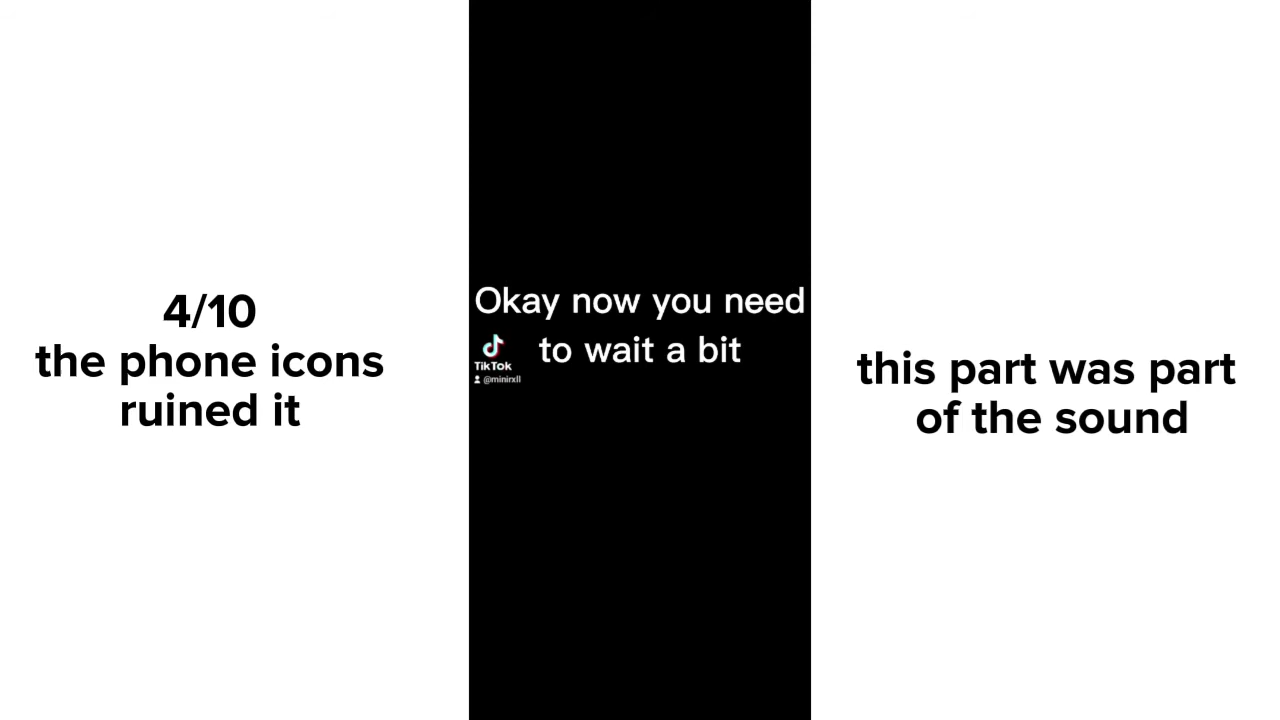 4/10
the phone icons
ruined it
Okay now you need
to wait a bit
TikTok
@minirxll
this part was part
of the sound